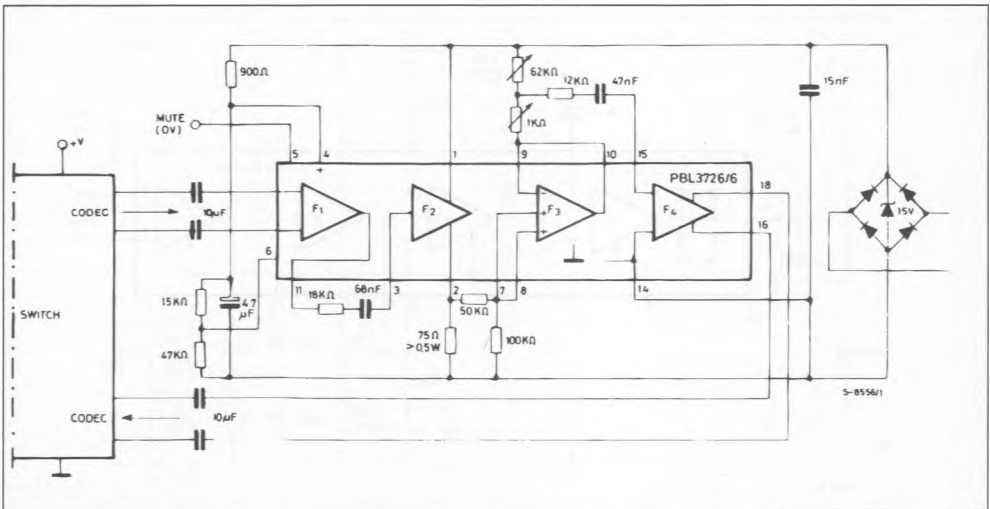 900Ω
62KΩ
12KΩ
47nF
15nF
MUTE
(0V)
1KΩ
+V
5
4
1
9
10
15
+
PBL3726/6
18
CODEC
10µF
F1
F2
+
+
F3
F4
16
15V
6
11
18KΩ
68nF
3
2
50KΩ
7
8
14
15KΩ
4.7
µF
SWITCH
75Ω
>0,5W
100KΩ
47KΩ
S-8556/1
CODEC
10µF